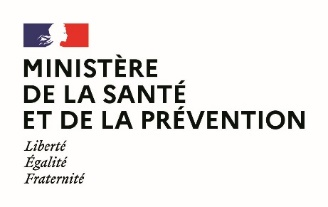 MINISTÈRE
DE LA SANTÉ
ET DE LA PRÉVENTION
Liberté
Égalité
Fraternité